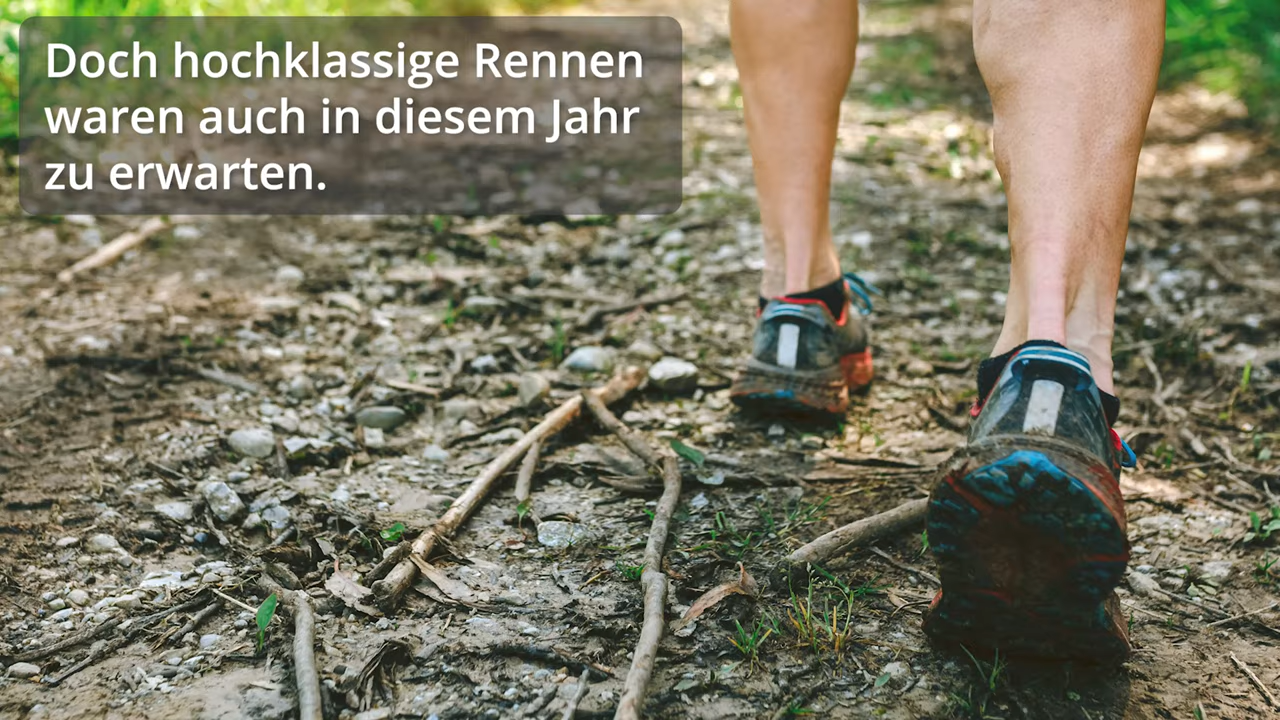 Doch hochklassige Rennen
waren auch in diesem Jahr
zu erwarten.